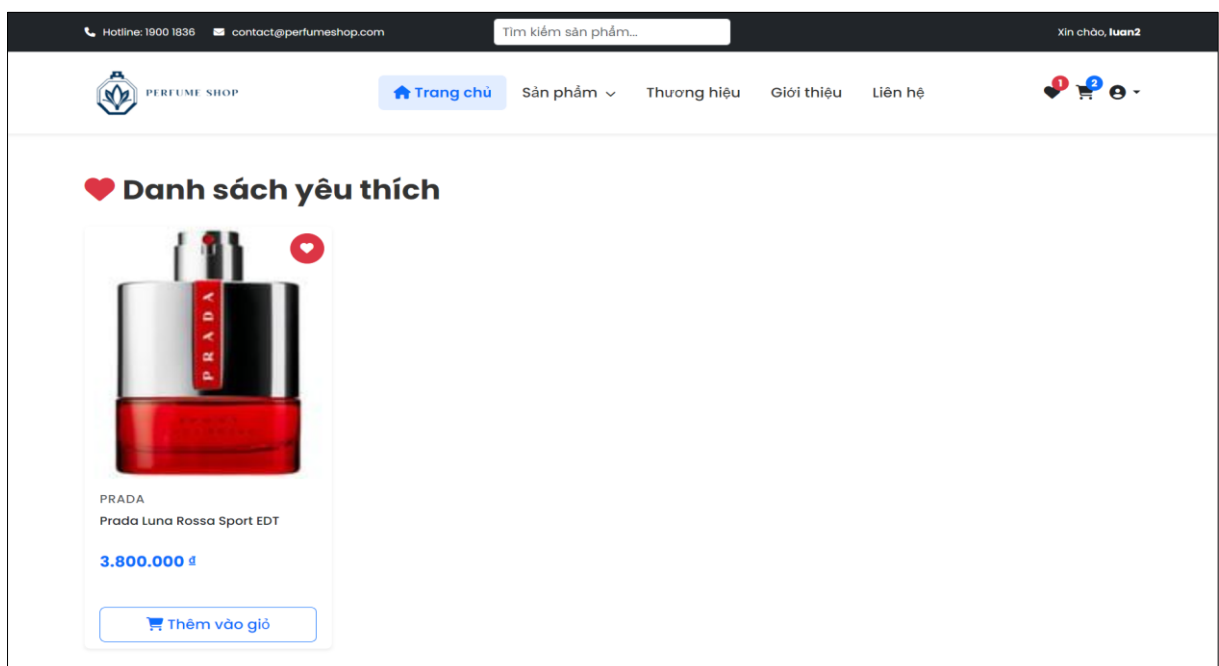 Hotline: 1900 1836 contact@perfumeshop.com Tìm kiếm sản phẩm... Xin chào, luan2
PERFUME SHOP Trang chủ Sản phẩm Thương hiệu Giới thiệu Liên hệ 1 2
Danh sách yêu thích
PRADA
PRADA
Prada Luna Rossa Sport EDT
3.800.000 ₫
Thêm vào giỏ